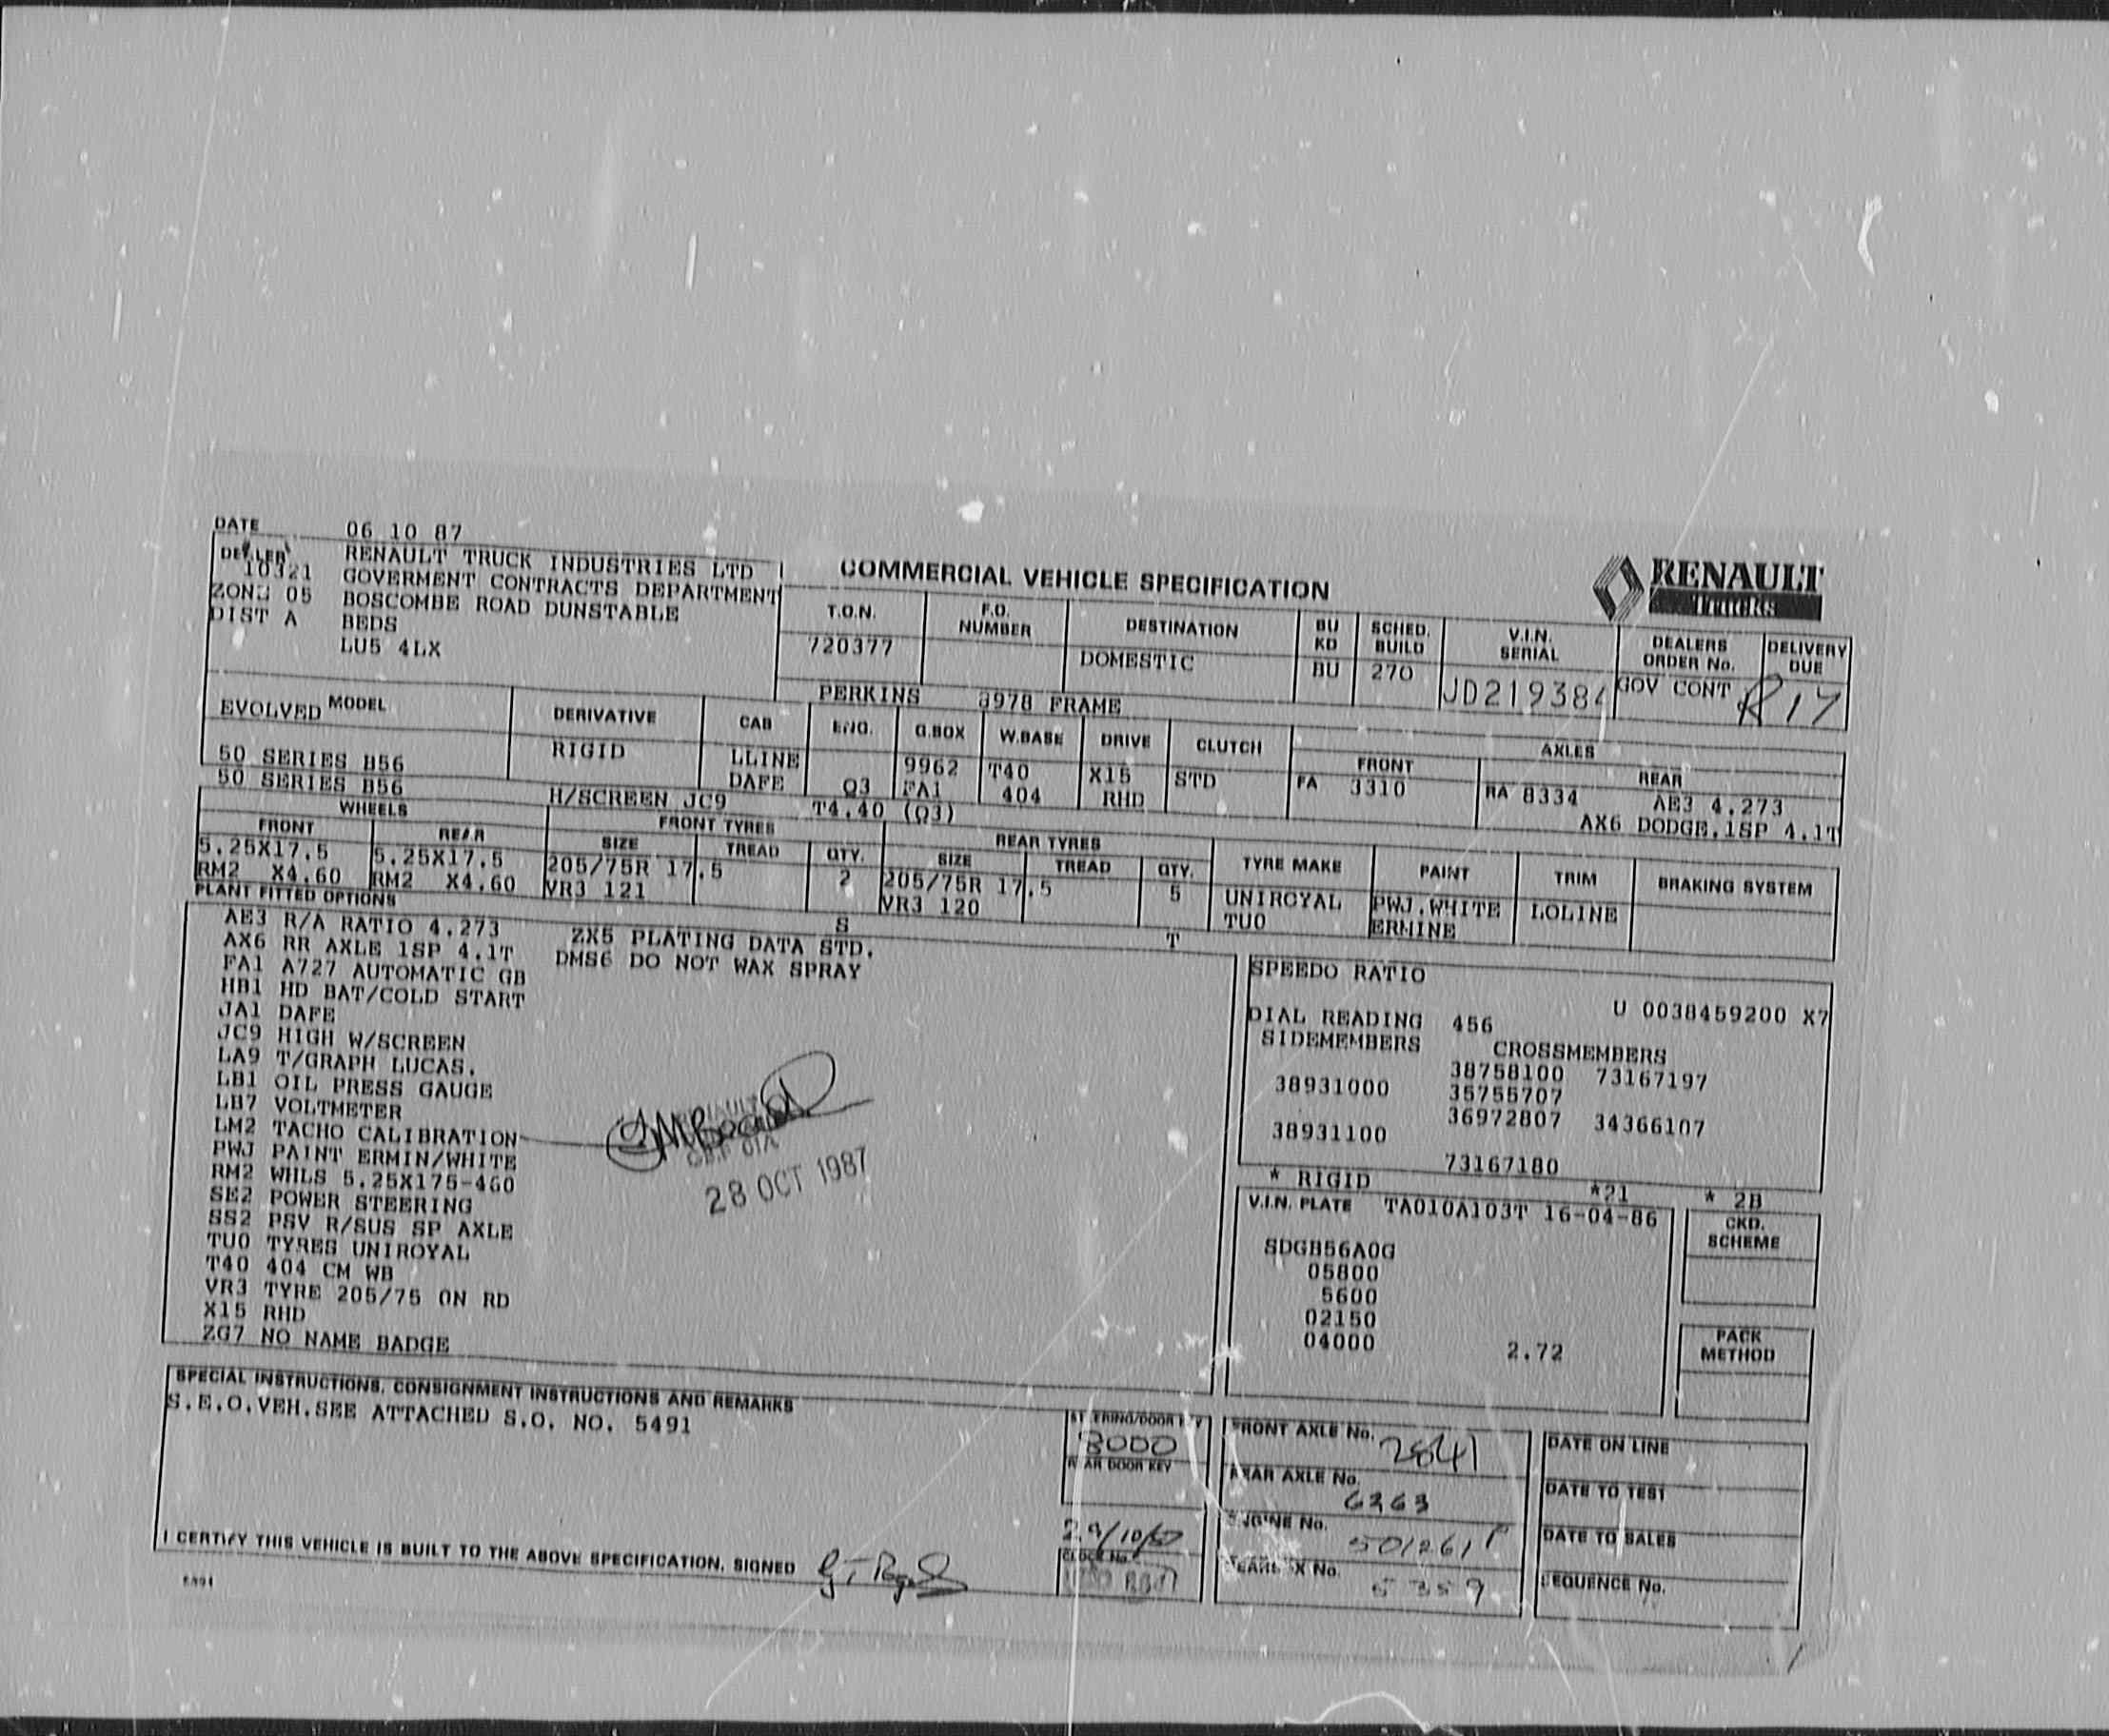 DATE 06 10 87
DEALER RENAULT TRUCK INDUSTRIES LTD
10321 GOVERMENT CONTRACTS DEPARTMENT
ZONE 05 BOSCOMBE ROAD DUNSTABLE
DIST A BEDS
LU5 4LX
COMMERCIAL VEHICLE SPECIFICATION
RENAULT
Trucks
T.O.N. F.O. NUMBER DESTINATION BU KD SCHED. BUILD V.I.N. SERIAL DEALERS ORDER No. DELIVERY DUE
720377 DOMESTIC BU 270 JD219384 GOV CONT R17
PERKINS 8978 FRAME
EVOLVED MODEL DERIVATIVE CAB ENG. G.BOX W.BASE DRIVE CLUTCH AXLES
FRONT REAR
50 SERIES B56 RIGID LLINE 9962 T40 X15 STD FA 3310 RA 8334 AE3 4.273
50 SERIES B56 DAFE Q3 FA1 404 RHD
H/SCREEN JC9 T4.40 (Q3) AX6 DODGE.1SP 4.1T
WHEELS FRONT TYRES REAR TYRES TYRE MAKE PAINT TRIM BRAKING SYSTEM
FRONT REAR SIZE TREAD QTY. SIZE TREAD QTY.
5.25X17.5 5.25X17.5 205/75R 17.5 2 205/75R 17.5 5 UNIROYAL PWJ.WHITE LOLINE
RM2 X4.60 RM2 X4.60 VR3 121 VR3 120 TU0 ERMINE
PLANT FITTED OPTIONS
S T
AE3 R/A RATIO 4.273 ZX5 PLATING DATA STD.
AX6 RR AXLE 1SP 4.1T DMS6 DO NOT WAX SPRAY
FA1 A727 AUTOMATIC GB
HB1 HD BAT/COLD START
JA1 DAFE
JC9 HIGH W/SCREEN
LA9 T/GRAPH LUCAS.
LB1 OIL PRESS GAUGE
LB7 VOLTMETER
LM2 TACHO CALIBRATION
PWJ PAINT ERMIN/WHITE
RM2 WHLS 5.25X175-460
SE2 POWER STEERING
SS2 PSV R/SUS SP AXLE
TU0 TYRES UNIROYAL
T40 404 CM WB
VR3 TYRE 205/75 ON RD
X15 RHD
ZG7 NO NAME BADGE
28 OCT 1987
SPEEDO RATIO
U 0038459200 X7
DIAL READING 456
SIDEMEMBERS CROSSMEMBERS
38758100 73167197
38931000 35755707
36972807 34366107
38931100
73167180
* RIGID *21 * 2B
V.I.N. PLATE TA010A103T 16-04-86
CKD. SCHEME
SDGB56A0G
05800
5600
02150
04000 2.72
PACK METHOD
SPECIAL INSTRUCTIONS, CONSIGNMENT INSTRUCTIONS AND REMARKS
S.E.O.VEH.SEE ATTACHED S.O. NO. 5491
STEERING/DOOR KEY
8000
REAR DOOR KEY
CLOCK No.
FRONT AXLE No. 2841
REAR AXLE No. 6263
ENGINE No. 501261P
GEARBOX No. 5359
DATE ON LINE
DATE TO TEST
DATE TO SALES
SEQUENCE No.
I CERTIFY THIS VEHICLE IS BUILT TO THE ABOVE SPECIFICATION. SIGNED